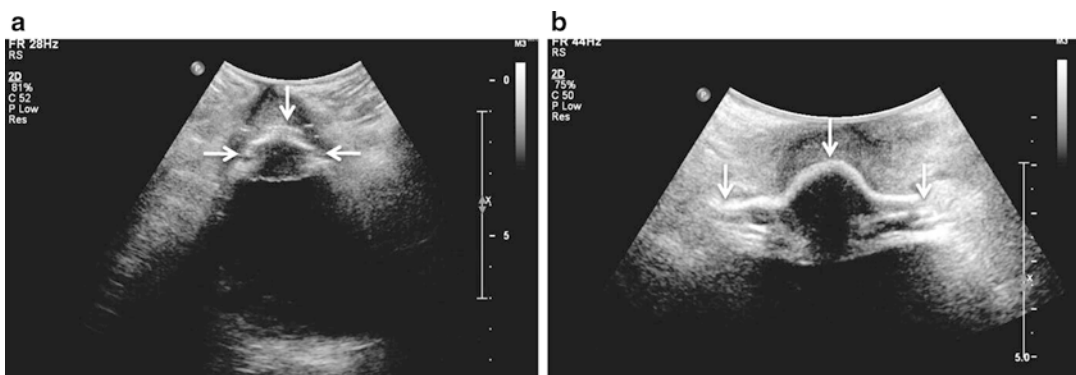 a
FR 28Hz
RS
2D
81%
C 52
P Low
Res
P
M3
0
X
5
b
FR 44Hz
RS
2D
75%
C 50
P Low
Res
P
M3
X
5.0